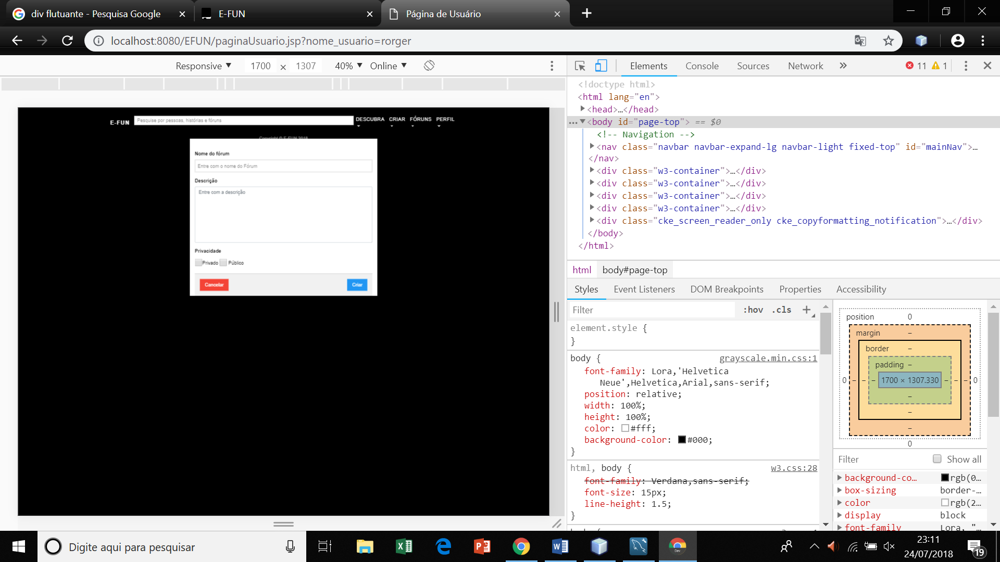 div flutuante - Pesquisa Google
E-FUN
Página de Usuário
localhost:8080/EFUN/paginaUsuario.jsp?nome_usuario=rorger
Responsive
1700
×
1307
40%
Online
E-FUN
Pesquise por pessoas, histórias e fóruns
DESCUBRA
CRIAR
FÓRUNS
PERFIL
Copyright © E-FUN 2018
Nome do fórum
Entre com o nome do Fórum
Descrição
Entre com a descrição
Privacidade
Privado
Público
Cancelar
Criar
Elements
Console
Sources
Network
»
11
1
<!doctype html>
<html lang="en">
<head>…</head>
…
<body id="page-top"> == $0
<!-- Navigation -->
<nav class="navbar navbar-expand-lg navbar-light fixed-top" id="mainNav">…
</nav>
<div class="w3-container">…</div>
<div class="w3-container">…</div>
<div class="w3-container">…</div>
<div class="w3-container">…</div>
<div class="cke_screen_reader_only cke_copyformatting_notification">…</div>
</body>
</html>
html
body#page-top
Styles
Event Listeners
DOM Breakpoints
Properties
Accessibility
Filter
:hov
.cls
element.style {
}
body {
grayscale.min.css:1
font-family: Lora,'Helvetica
Neue',Helvetica,Arial,sans-serif;
position: relative;
width: 100%;
height: 100%;
color: #fff;
background-color: #000;
}
html, body {
w3.css:28
font-family: Verdana,sans-serif;
font-size: 15px;
line-height: 1.5;
}
position
0
margin
–
border
–
padding
–
0
–
–
–
1700 × 1307.330
–
–
–
0
–
–
–
0
Filter
Show all
background-co…
rgb(0…
box-sizing
border-…
color
rgb(2…
display
block
font-family
Lora, "…
Digite aqui para pesquisar
Dev
23:11
24/07/2018
19